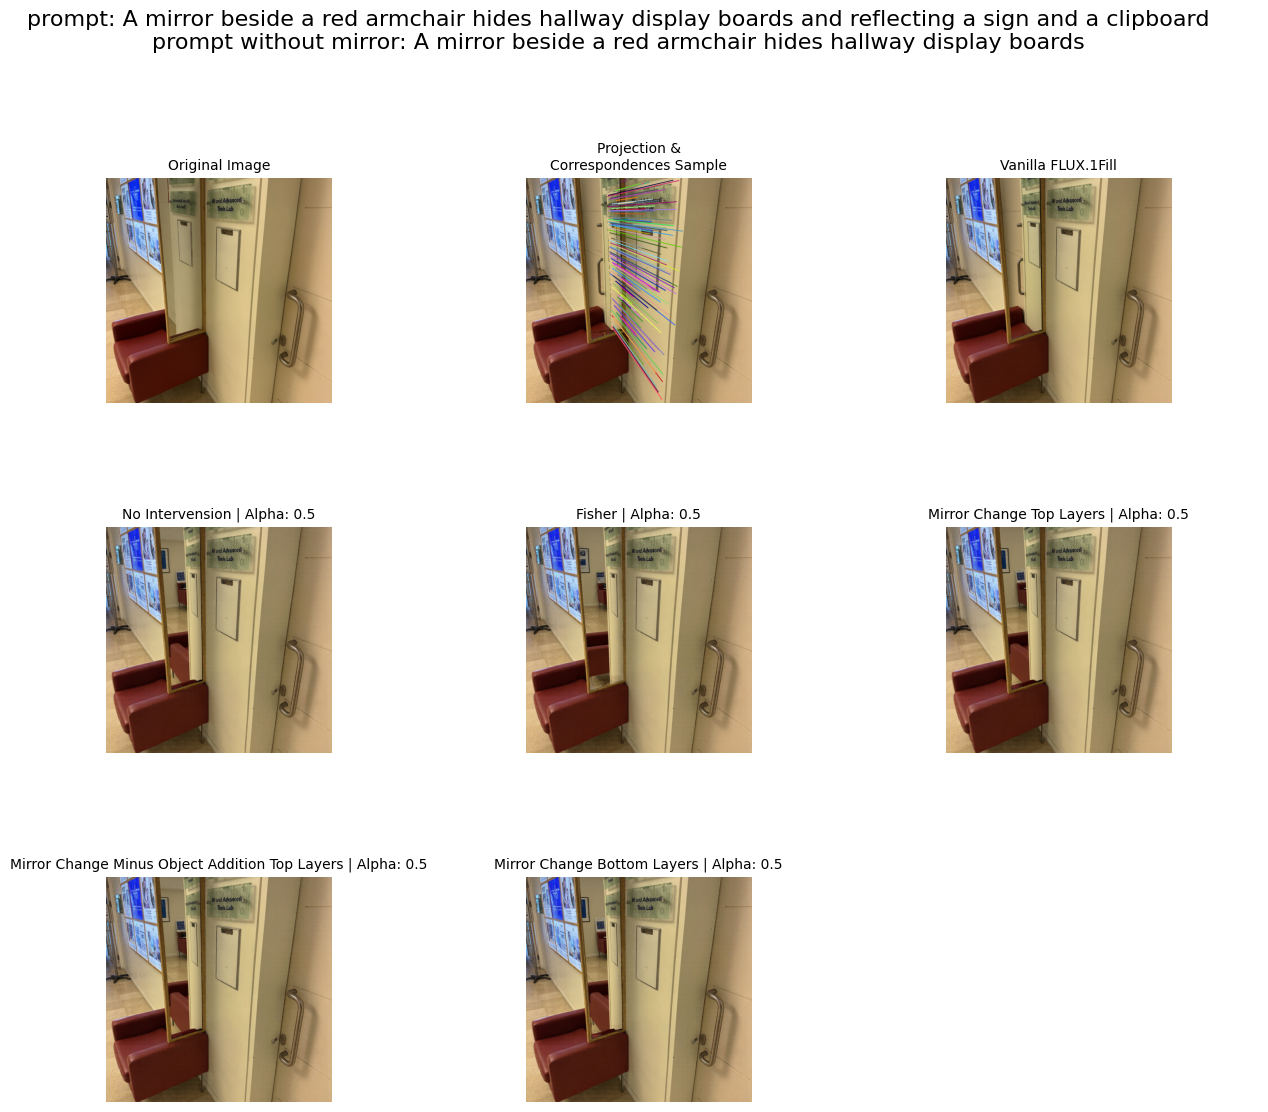 prompt: A mirror beside a red armchair hides hallway display boards and reflecting a sign and a clipboard
prompt without mirror: A mirror beside a red armchair hides hallway display boards
Original Image
Projection &
Correspondences Sample
Vanilla FLUX.1Fill
No Intervension | Alpha: 0.5
Fisher | Alpha: 0.5
Mirror Change Top Layers | Alpha: 0.5
Mirror Change Minus Object Addition Top Layers | Alpha: 0.5
Mirror Change Bottom Layers | Alpha: 0.5